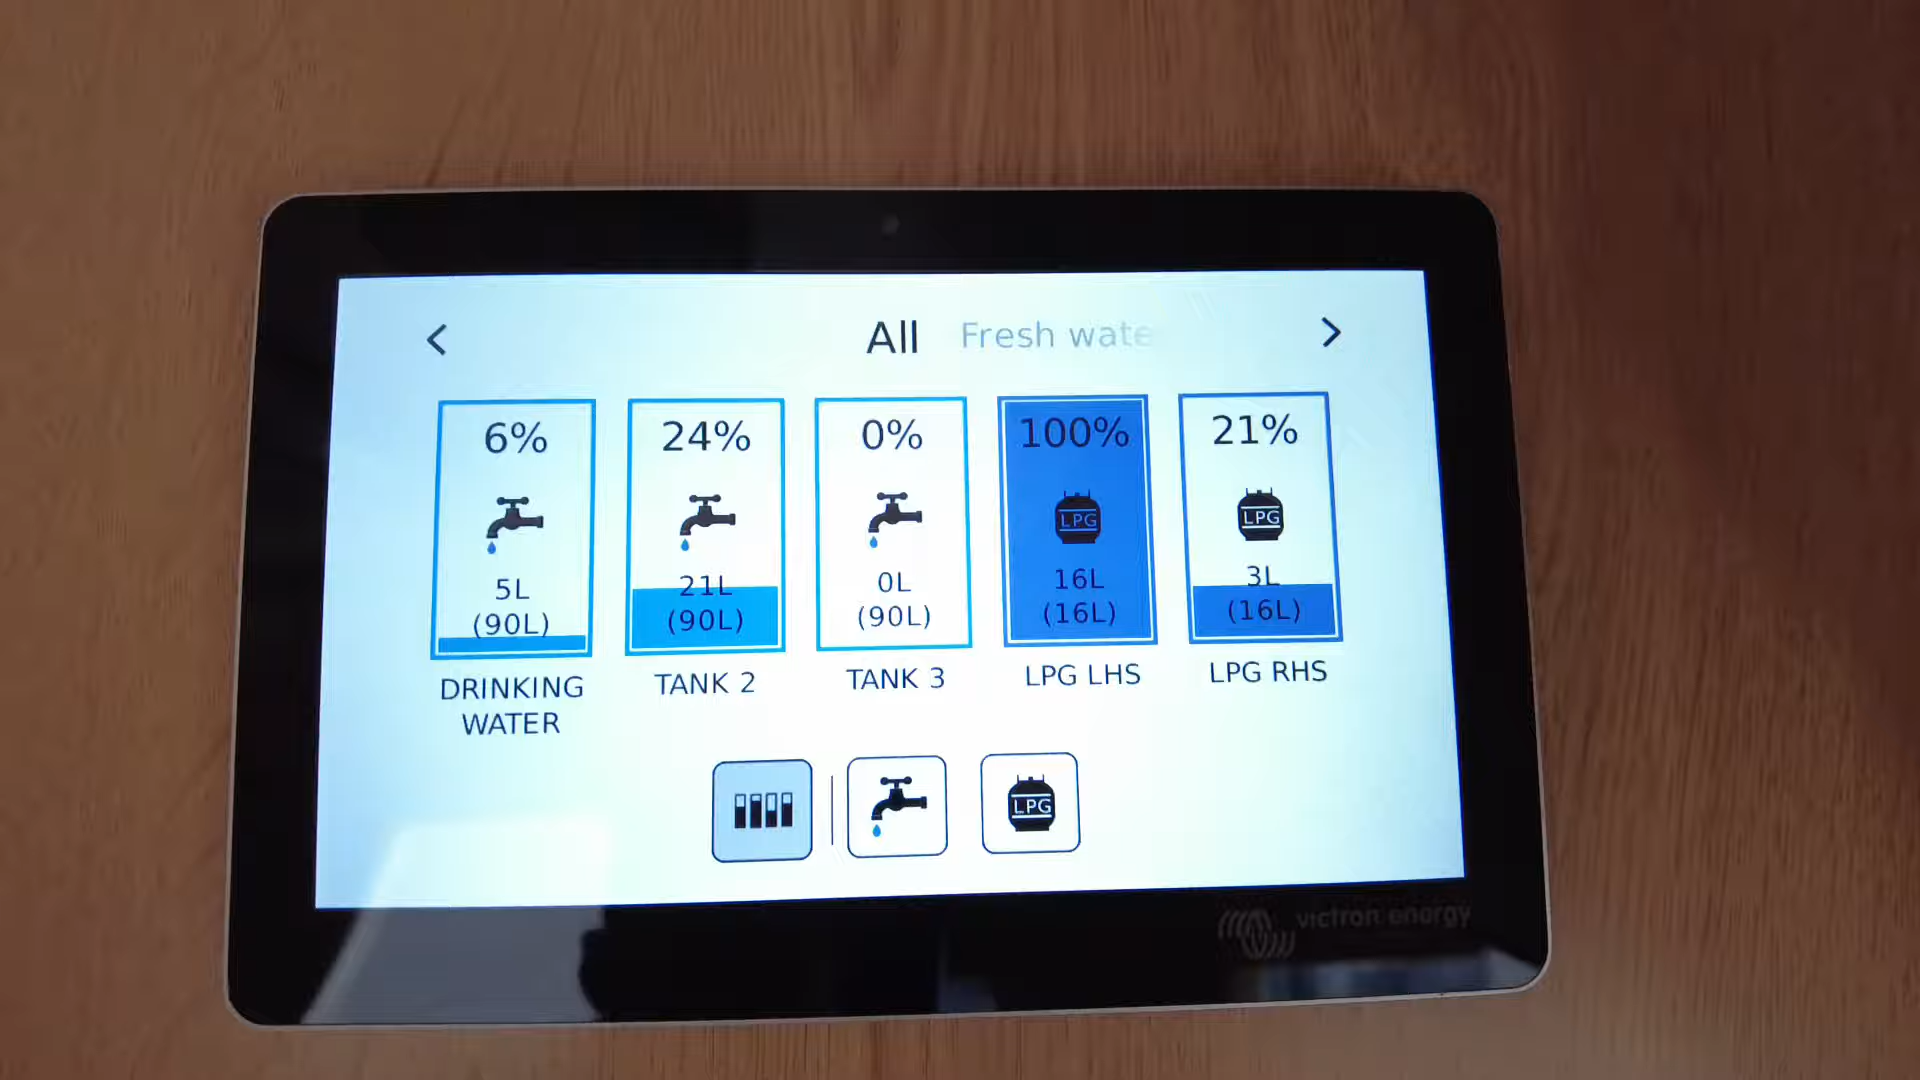 All Fresh wate
6%
5L
(90L)
DRINKING
WATER
24%
21L
(90L)
TANK 2
0%
0L
(90L)
TANK 3
100%
LPG
16L
(16L)
LPG LHS
21%
LPG
3L
(16L)
LPG RHS
LPG
victron energy